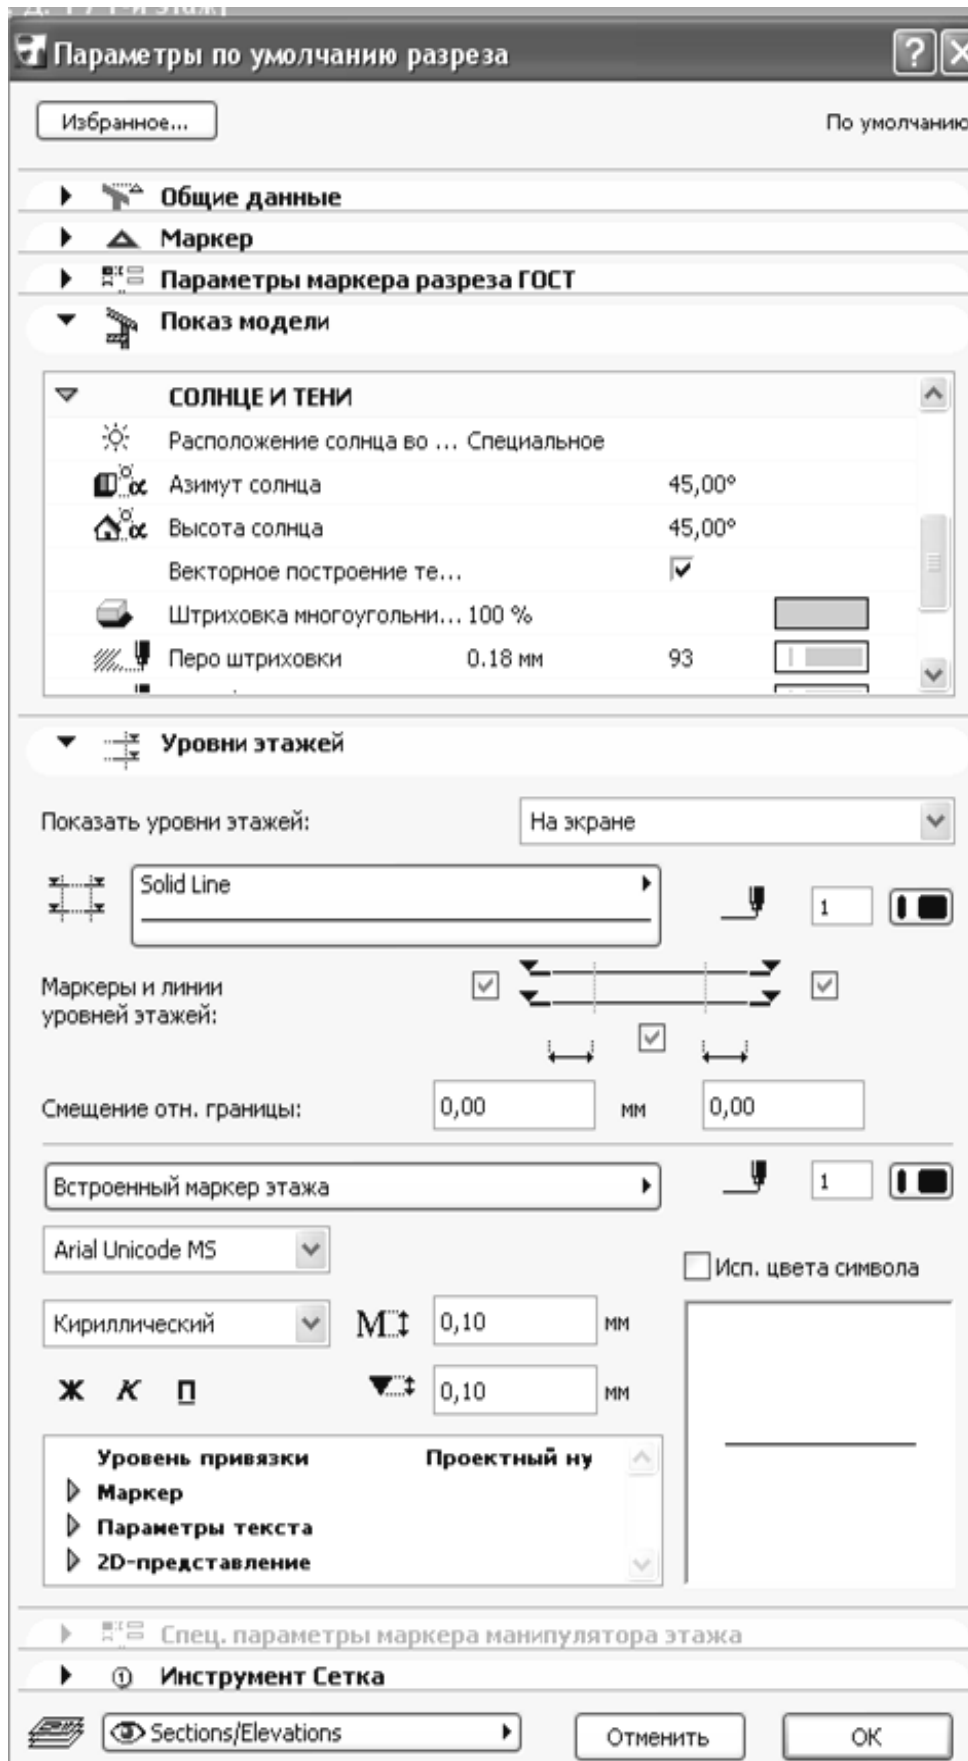 Параметры по умолчанию разреза
Избранное...
По умолчанию
Общие данные
Маркер
Параметры маркера разреза ГОСТ
Показ модели
СОЛНЦЕ И ТЕНИ
Расположение солнца во ... Специальное
Азимут солнца 45,00°
Высота солнца 45,00°
Векторное построение те...
Штриховка многоугольни... 100 %
Перо штриховки 0.18 мм 93
Уровни этажей
Показать уровни этажей: На экране
Solid Line 1
Маркеры и линии
уровней этажей:
Смещение отн. границы: 0,00 мм 0,00
Встроенный маркер этажа 1
Arial Unicode MS
Исп. цвета символа
Кириллический M 0,10 мм
Ж К П 0,10 мм
Уровень привязки Проектный ну
Маркер
Параметры текста
2D-представление
Спец. параметры маркера манипулятора этажа
Инструмент Сетка
Sections/Elevations Отменить OK